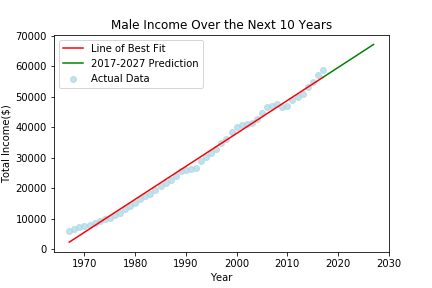 Male Income Over the Next 10 Years
Line of Best Fit
2017-2027 Prediction
Actual Data
Total Income($)
70000
60000
50000
40000
30000
20000
10000
0
1970 1980 1990 2000 2010 2020 2030
Year